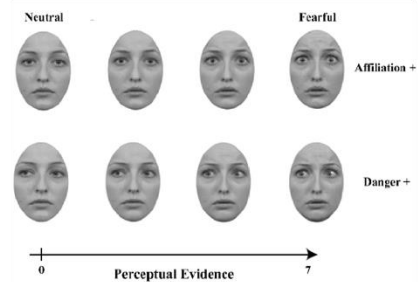 Neutral
Fearful
Affiliation +
Danger +
0
7
Perceptual Evidence